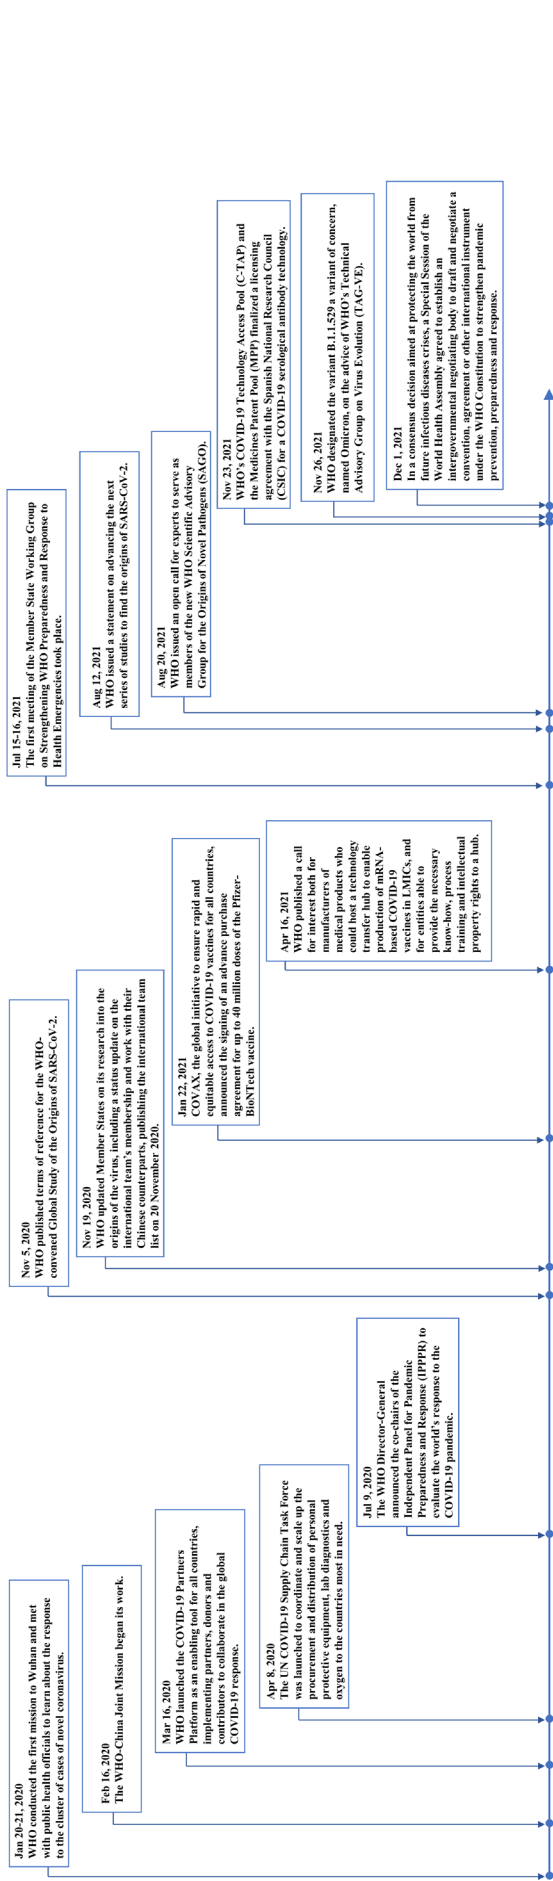 Jan 20-21, 2020
WHO conducted the first mission to Wuhan and met
with public health officials to learn about the response
to the cluster of cases of novel coronavirus.
Feb 16, 2020
The WHO-China Joint Mission began its work.
Mar 16, 2020
WHO launched the COVID-19 Partners
Platform as an enabling tool for all countries,
implementing partners, donors and
contributors to collaborate in the global
COVID-19 response.
Apr 8, 2020
The UN COVID-19 Supply Chain Task Force
was launched to coordinate and scale up the
procurement and distribution of personal
protective equipment, lab diagnostics and
oxygen to the countries most in need.
Jul 9, 2020
The WHO Director-General
announced the co-chairs of the
Independent Panel for Pandemic
Preparedness and Response (IPPPR) to
evaluate the world's response to the
COVID-19 pandemic.
Nov 5, 2020
WHO published terms of reference for the WHO-
convened Global Study of the Origins of SARS-CoV-2.
Nov 19, 2020
WHO updated Member States on its research into the
origins of the virus, including a status update on the
international team's membership and work with their
Chinese counterparts, publishing the international team
list on 20 November 2020.
Jan 22, 2021
COVAX, the global initiative to ensure rapid and
equitable access to COVID-19 vaccines for all countries,
announced the signing of an advance purchase
agreement for up to 40 million doses of the Pfizer-
BioNTech vaccine.
Apr 16, 2021
WHO published a call
for interest both for
manufacturers of
medical products who
could host a technology
transfer hub to enable
production of mRNA-
based COVID-19
vaccines in LMICs, and
for entities able to
provide the necessary
know-how, process
training and intellectual
property rights to a hub.
Jul 15-16, 2021
The first meeting of the Member State Working Group
on Strengthening WHO Preparedness and Response to
Health Emergencies took place.
Aug 12, 2021
WHO issued a statement on advancing the next
series of studies to find the origins of SARS-CoV-2.
Aug 20, 2021
WHO issued an open call for experts to serve as
members of the new WHO Scientific Advisory
Group for the Origins of Novel Pathogens (SAGO).
Nov 23, 2021
WHO's COVID-19 Technology Access Pool (C-TAP) and
the Medicines Patent Pool (MPP) finalized a licensing
agreement with the Spanish National Research Council
(CSIC) for a COVID-19 serological antibody technology.
Nov 26, 2021
WHO designated the variant B.1.1.529 a variant of concern,
named Omicron, on the advice of WHO's Technical
Advisory Group on Virus Evolution (TAG-VE).
Dec 1, 2021
In a consensus decision aimed at protecting the world from
future infectious diseases crises, a Special Session of the
World Health Assembly agreed to establish an
intergovernmental negotiating body to draft and negotiate a
convention, agreement or other international instrument
under the WHO Constitution to strengthen pandemic
prevention, preparedness and response.